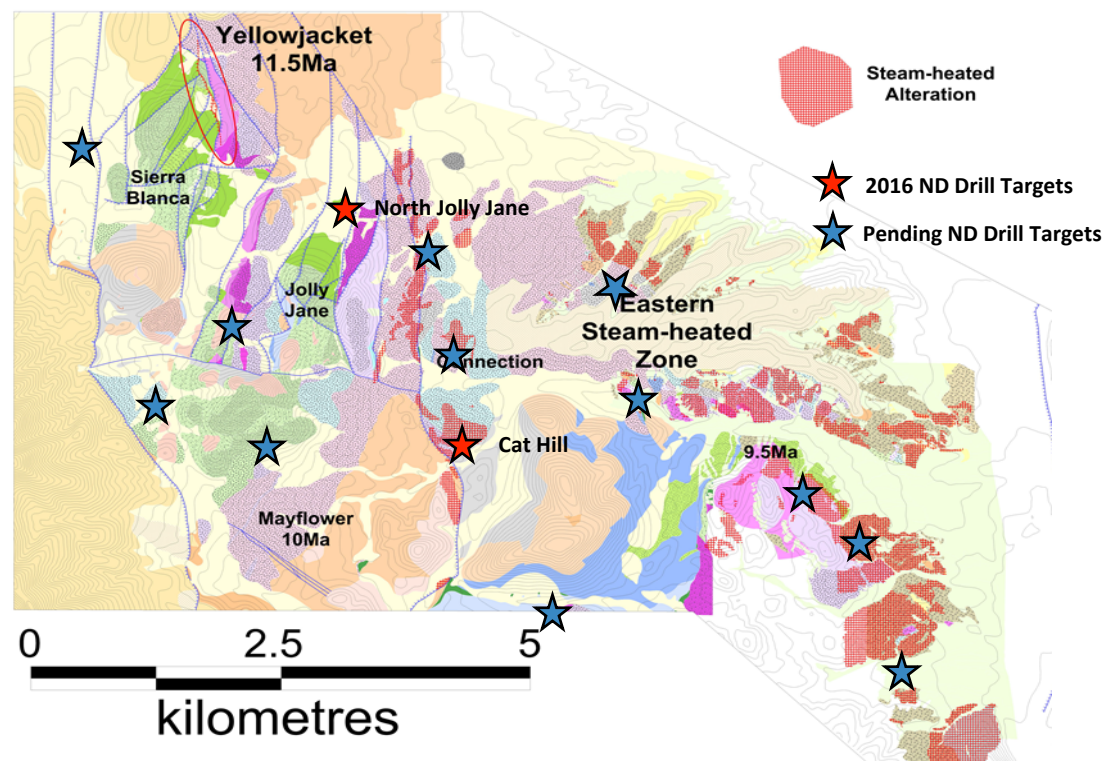 Yellowjacket
11.5Ma
Steam-heated
Alteration
2016 ND Drill Targets
Pending ND Drill Targets
Sierra
Blanca
North Jolly Jane
Jolly
Jane
Eastern
Steam-heated
Zone
Connection
Cat Hill
9.5Ma
Mayflower
10Ma
0 2.5 5
kilometres